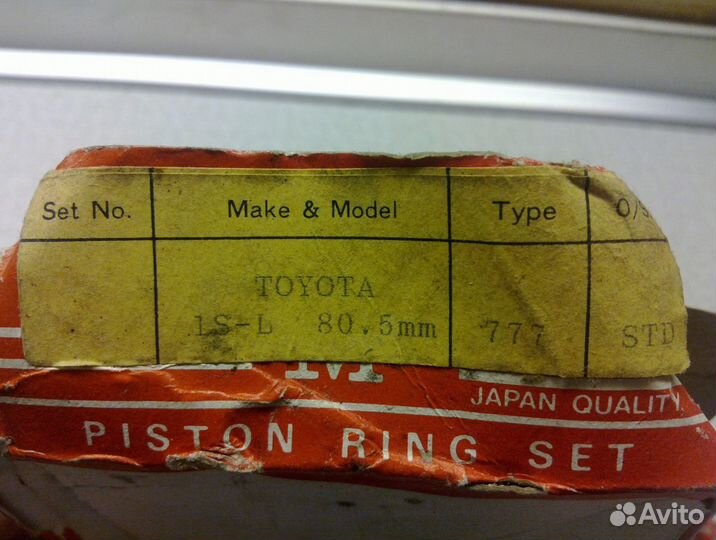 Set No. Make & Model Type O/S
TOYOTA
1S-L 80.5mm 777 STD
M
JAPAN QUALITY
PISTON RING SET
Avito